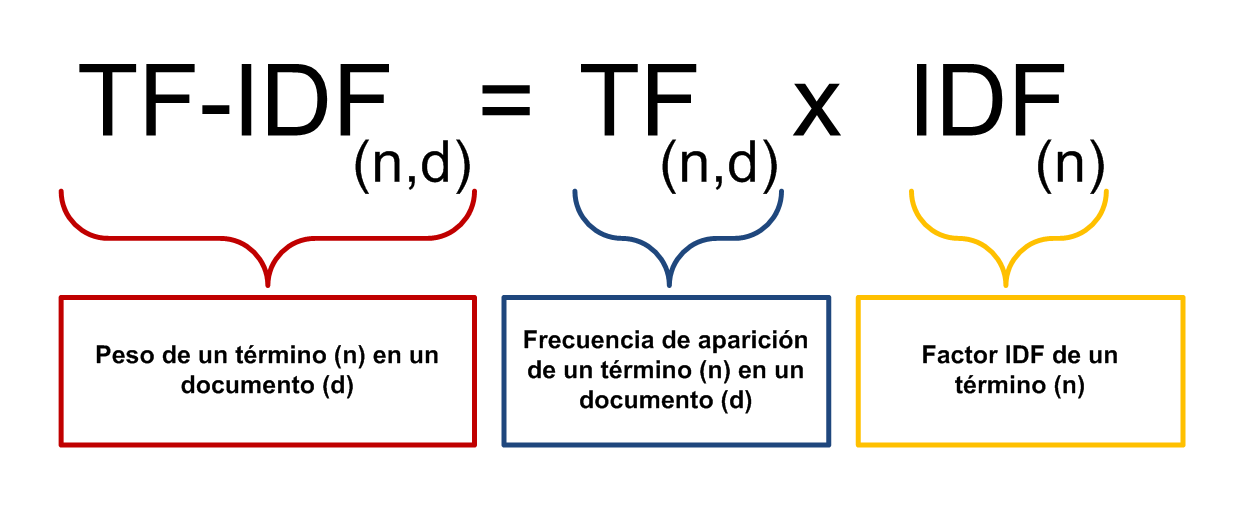 TF-IDF(n,d) = TF(n,d) x IDF(n)
Peso de un término (n) en un
documento (d)
Frecuencia de aparición
de un término (n) en un
documento (d)
Factor IDF de un
término (n)